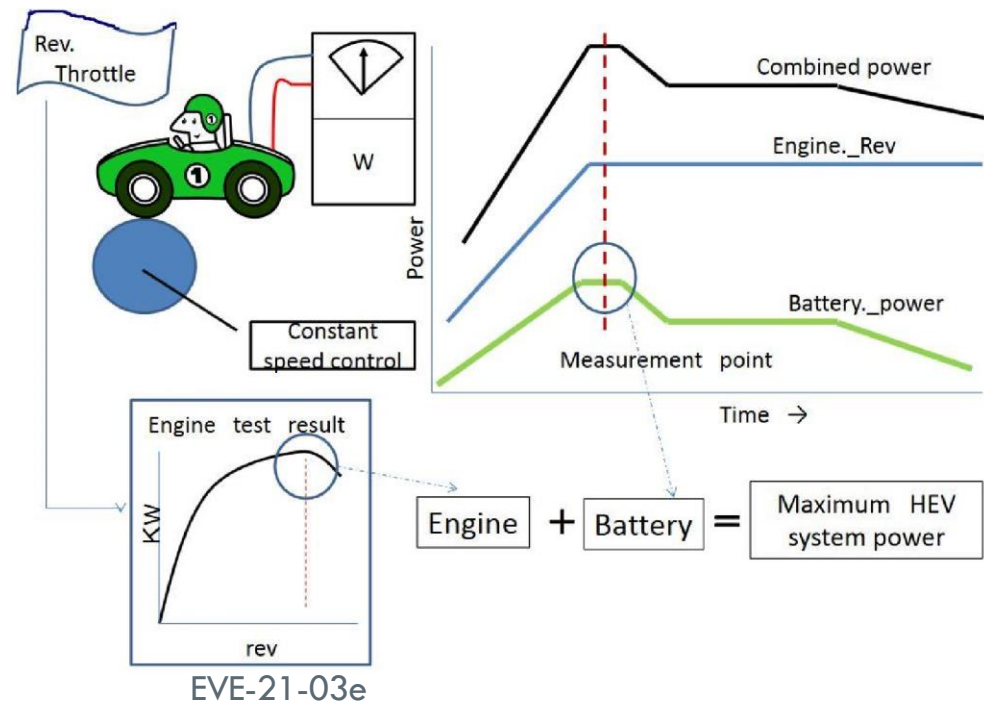 Rev.
Throttle
1
1
W
Constant
speed control
Power
Combined power
Engine._Rev
Battery._power
Measurement point
Time →
Engine test result
KW
rev
Engine + Battery = Maximum HEV
system power
EVE-21-03e